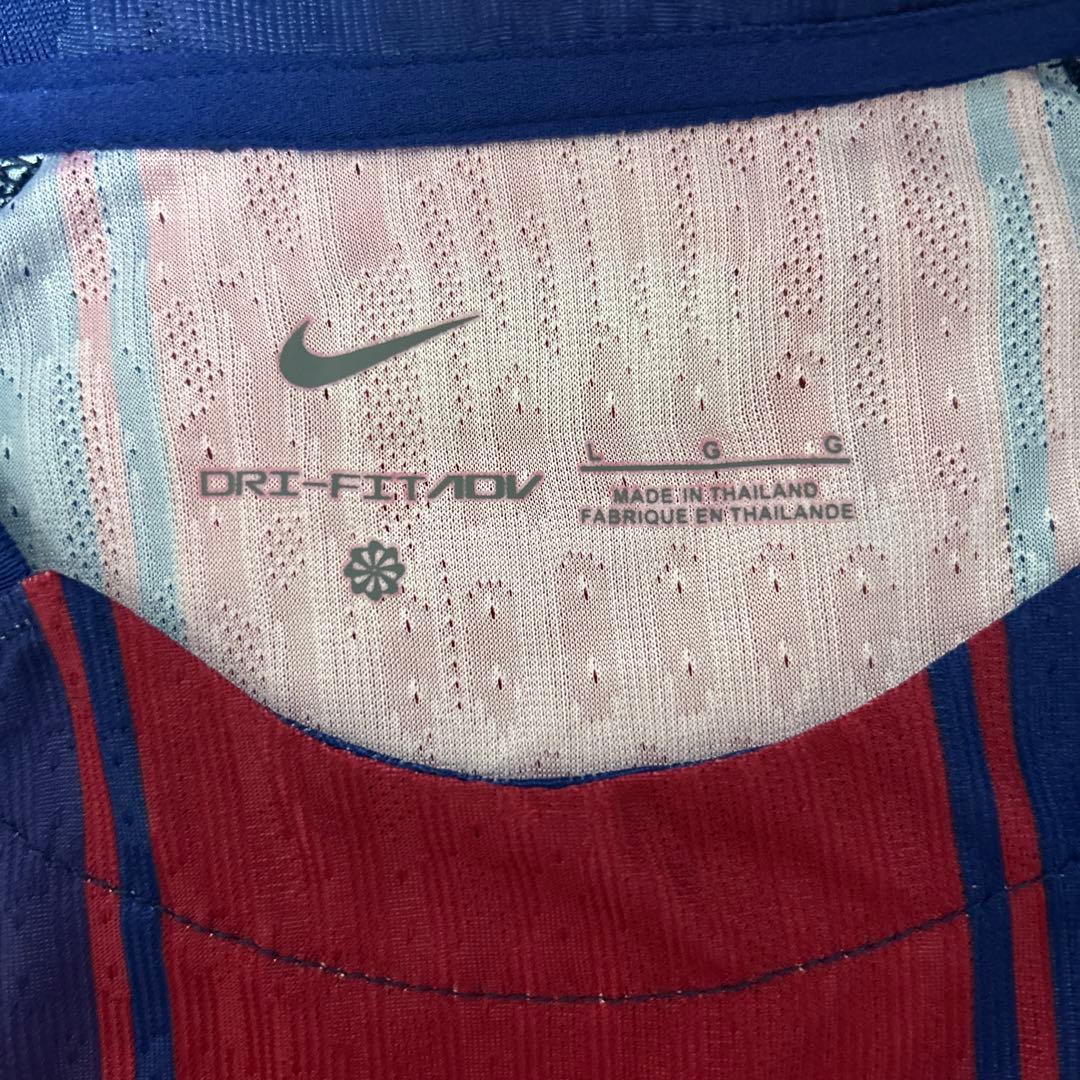 DRI-FIT ADV
L G G
MADE IN THAILAND
FABRIQUE EN THAILANDE